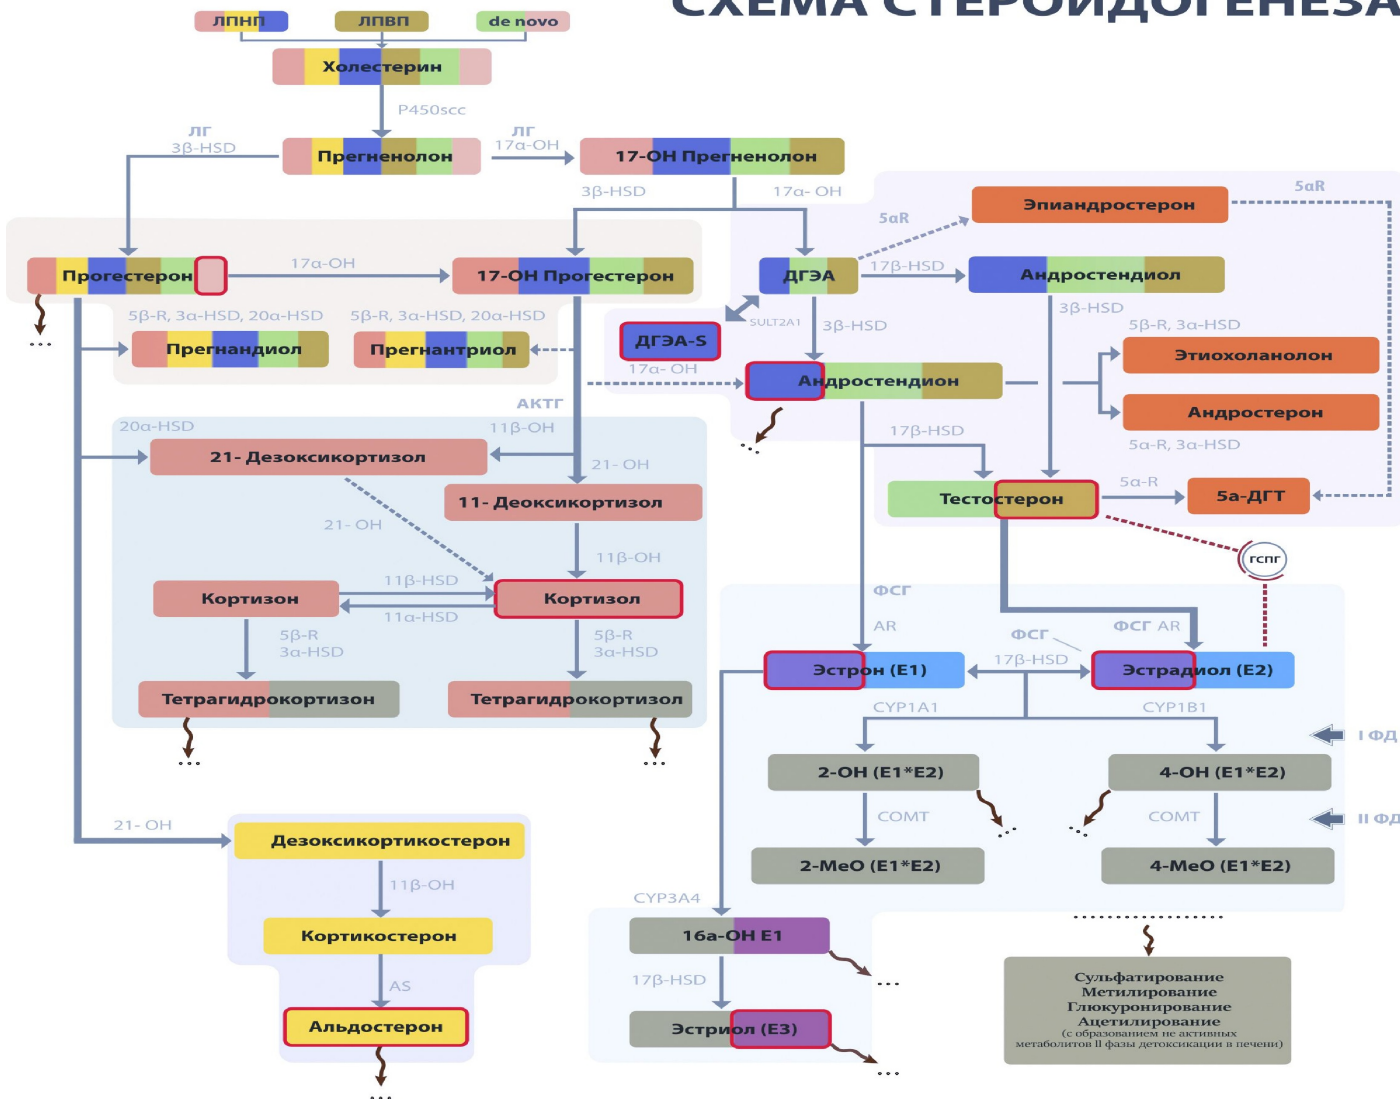 СХЕМА СТЕРОИДОГЕНЕЗА
ЛПНП
ЛПВП
de novo
Холестерин
P450scc
ЛГ
3β-HSD
Прегненолон
ЛГ
17α-OH
17-ОН Прегненолон
3β-HSD
17α- OH
Эпиандростерон
5αR
5αR
Прогестерон
17α-OH
17-ОН Прогестерон
ДГЭА
17β-HSD
Андростендиол
5β-R, 3α-HSD, 20α-HSD
5β-R, 3α-HSD, 20α-HSD
SULT2A1
3β-HSD
3β-HSD
5β-R, 3α-HSD
Прегнандиол
Прегнантриол
ДГЭА-S
Этиохоланолон
17α- OH
Андростендион
Андростерон
АКТГ
20α-HSD
11β-OH
17β-HSD
5α-R, 3α-HSD
21- Дезоксикортизол
21- OH
11- Деоксикортизол
Тестостерон
5α-R
5а-ДГТ
21- OH
11β-OH
ГСПГ
Кортизон
11β-HSD
11α-HSD
Кортизол
ФСГ
AR
ФСГ
ФСГ AR
5β-R
3α-HSD
5β-R
3α-HSD
17β-HSD
Эстрон (E1)
Эстрадиол (E2)
Тетрагидрокортизон
Тетрагидрокортизол
CYP1A1
CYP1B1
I ФД
2-OH (E1*E2)
4-OH (E1*E2)
COMT
COMT
II ФД
21- OH
Дезоксикортикостерон
2-MeO (E1*E2)
4-MeO (E1*E2)
11β-OH
CYP3A4
Кортикостерон
16a-OH E1
AS
17β-HSD
Альдостерон
Эстриол (E3)
Сульфатирование
Метилирование
Глюкуронирование
Ацетилирование
(с образованием не активных
метаболитов II фазы детоксикации в печени)